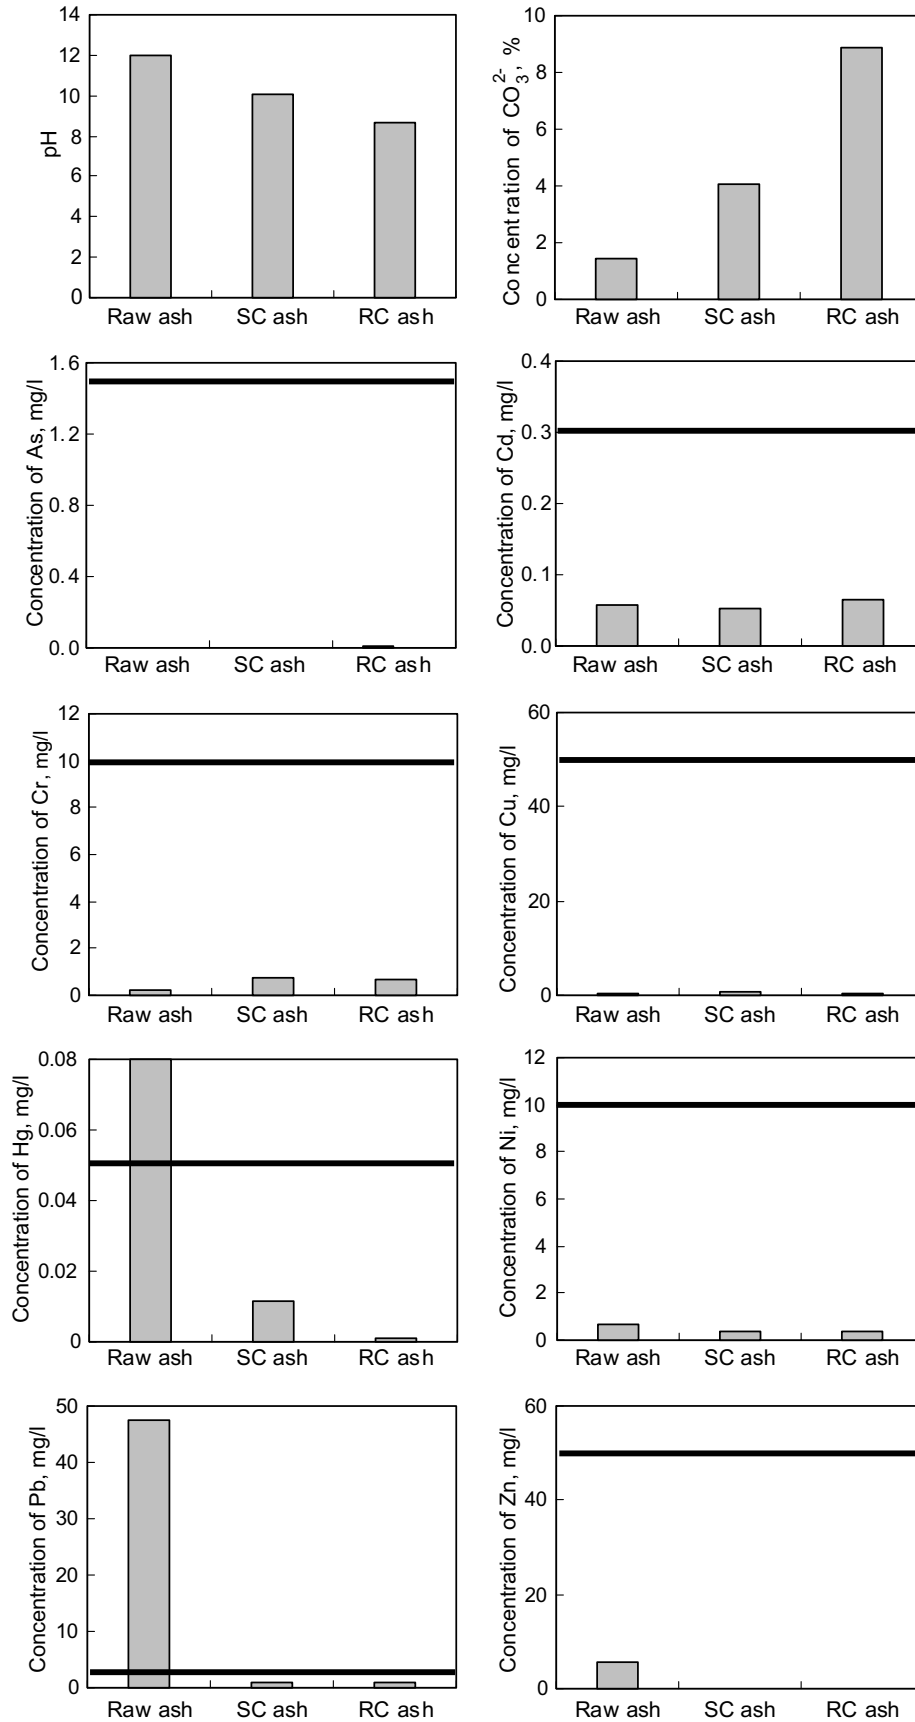 pH
14
12
10
8
6
4
2
0
Raw ash SC ash RC ash
Concentration of CO3^2-, %
10
8
6
4
2
0
Raw ash SC ash RC ash
Concentration of As, mg/l
1.6
1.2
0.8
0.4
0.0
Raw ash SC ash RC ash
Concentration of Cd, mg/l
0.4
0.3
0.2
0.1
0.0
Raw ash SC ash RC ash
Concentration of Cr, mg/l
12
10
8
6
4
2
0
Raw ash SC ash RC ash
Concentration of Cu, mg/l
60
40
20
0
Raw ash SC ash RC ash
Concentration of Hg, mg/l
0.08
0.06
0.04
0.02
0
Raw ash SC ash RC ash
Concentration of Ni, mg/l
12
10
8
6
4
2
0
Raw ash SC ash RC ash
Concentration of Pb, mg/l
50
40
30
20
10
0
Raw ash SC ash RC ash
Concentration of Zn, mg/l
60
40
20
0
Raw ash SC ash RC ash